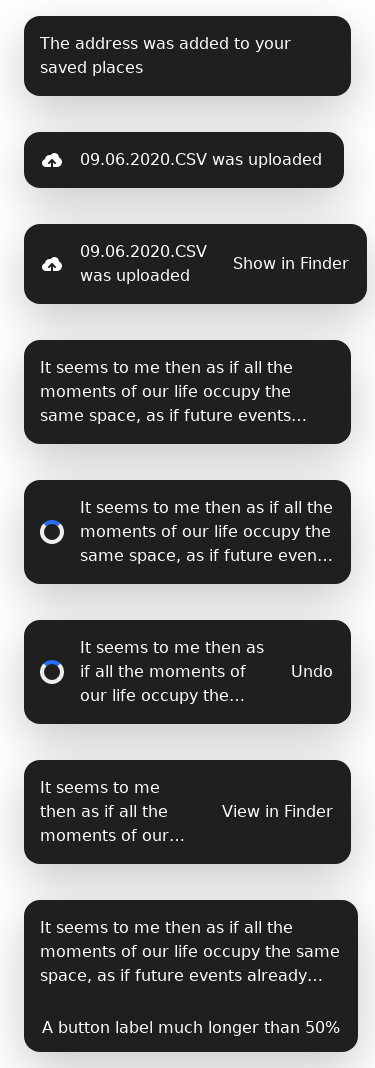 The address was added to your
saved places
09.06.2020.CSV was uploaded
09.06.2020.CSV
was uploaded
Show in Finder
It seems to me then as if all the
moments of our life occupy the
same space, as if future events…
It seems to me then as if all the
moments of our life occupy the
same space, as if future even…
It seems to me then as
if all the moments of
our life occupy the…
Undo
It seems to me
then as if all the
moments of our…
View in Finder
It seems to me then as if all the
moments of our life occupy the same
space, as if future events already…
A button label much longer than 50%